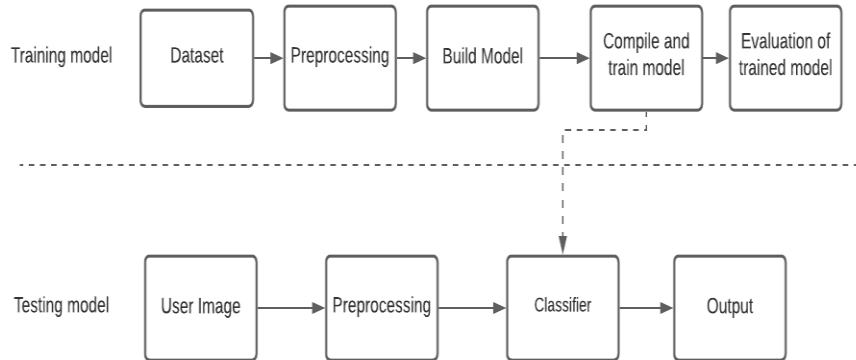 Training model
Dataset
Preprocessing
Build Model
Compile and
train model
Evaluation of
trained model
Testing model
User Image
Preprocessing
Classifier
Output